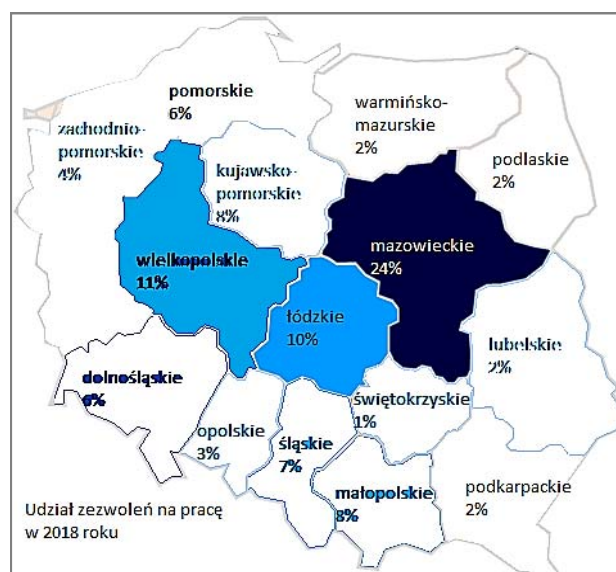 pomorskie
6%
warmińsko-
mazurskie
2%
zachodnio-
pomorskie
4%
kujawsko-
pomorskie
8%
podlaskie
2%
wielkopolskie
11%
mazowieckie
24%
łódzkie
10%
lubelskie
2%
dolnośląskie
6%
opolskie
3%
śląskie
7%
świętokrzyskie
1%
małopolskie
8%
podkarpackie
2%
Udział zezwoleń na pracę
w 2018 roku